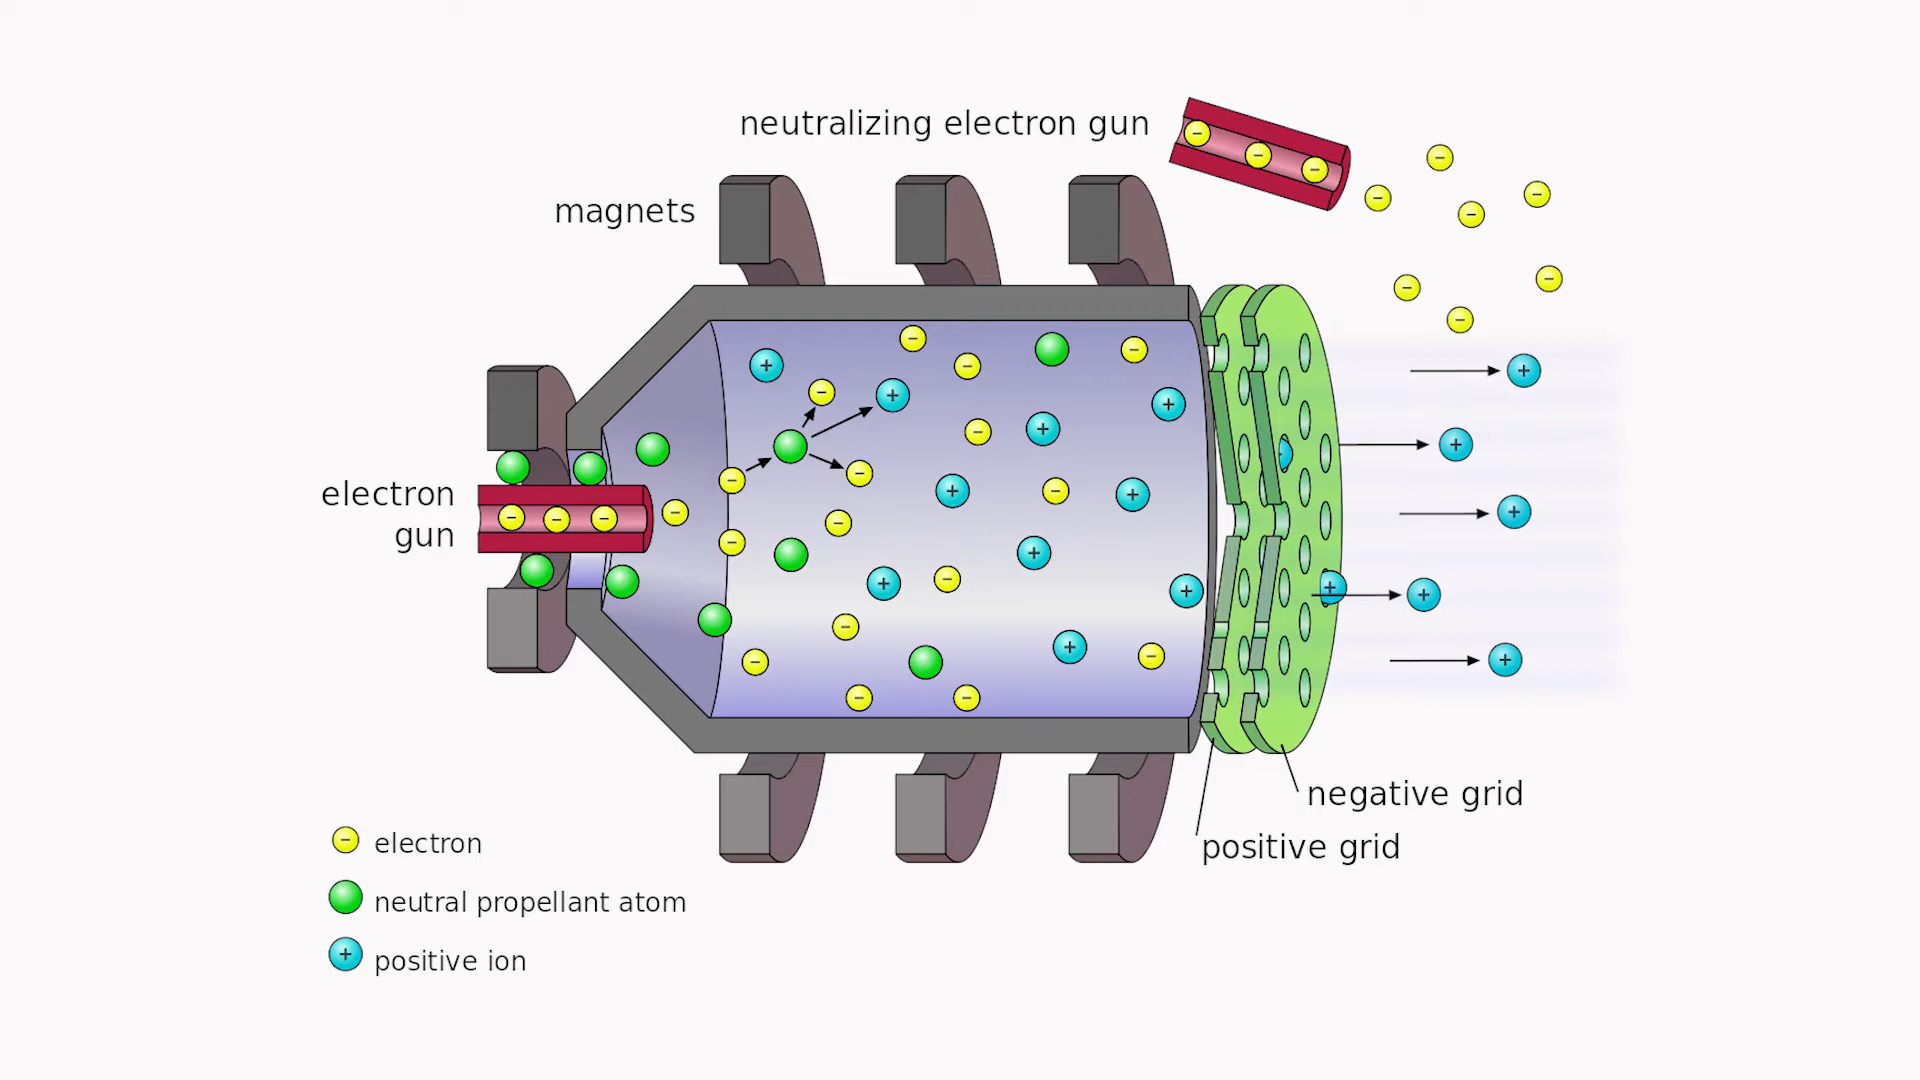 neutralizing electron gun
magnets
electron
gun
negative grid
positive grid
electron
neutral propellant atom
positive ion